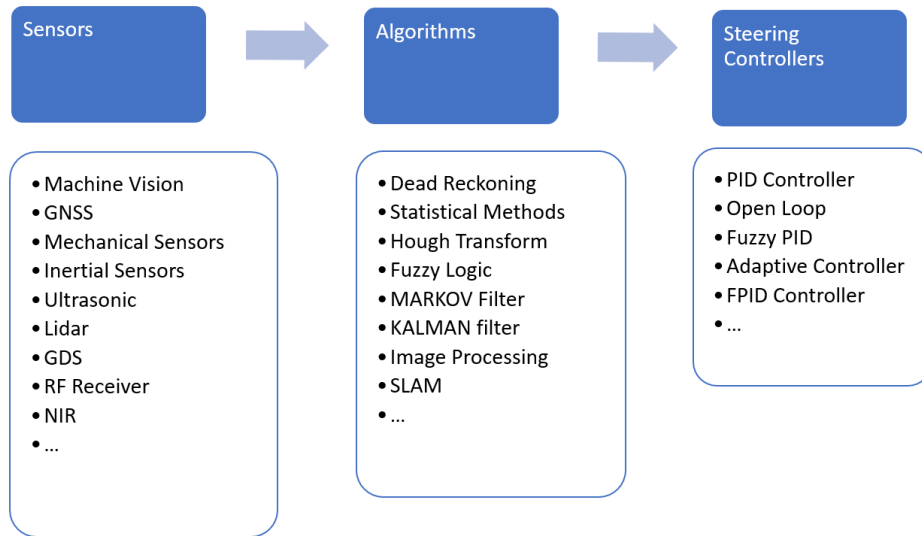 Sensors
Algorithms
Steering
Controllers
• Machine Vision
• GNSS
• Mechanical Sensors
• Inertial Sensors
• Ultrasonic
• Lidar
• GDS
• RF Receiver
• NIR
• ...
• Dead Reckoning
• Statistical Methods
• Hough Transform
• Fuzzy Logic
• MARKOV Filter
• KALMAN filter
• Image Processing
• SLAM
• ...
• PID Controller
• Open Loop
• Fuzzy PID
• Adaptive Controller
• FPID Controller
• ...